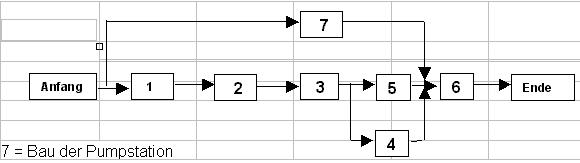 7
Anfang 1 2 3 5 6 Ende
4
7 = Bau der Pumpstation